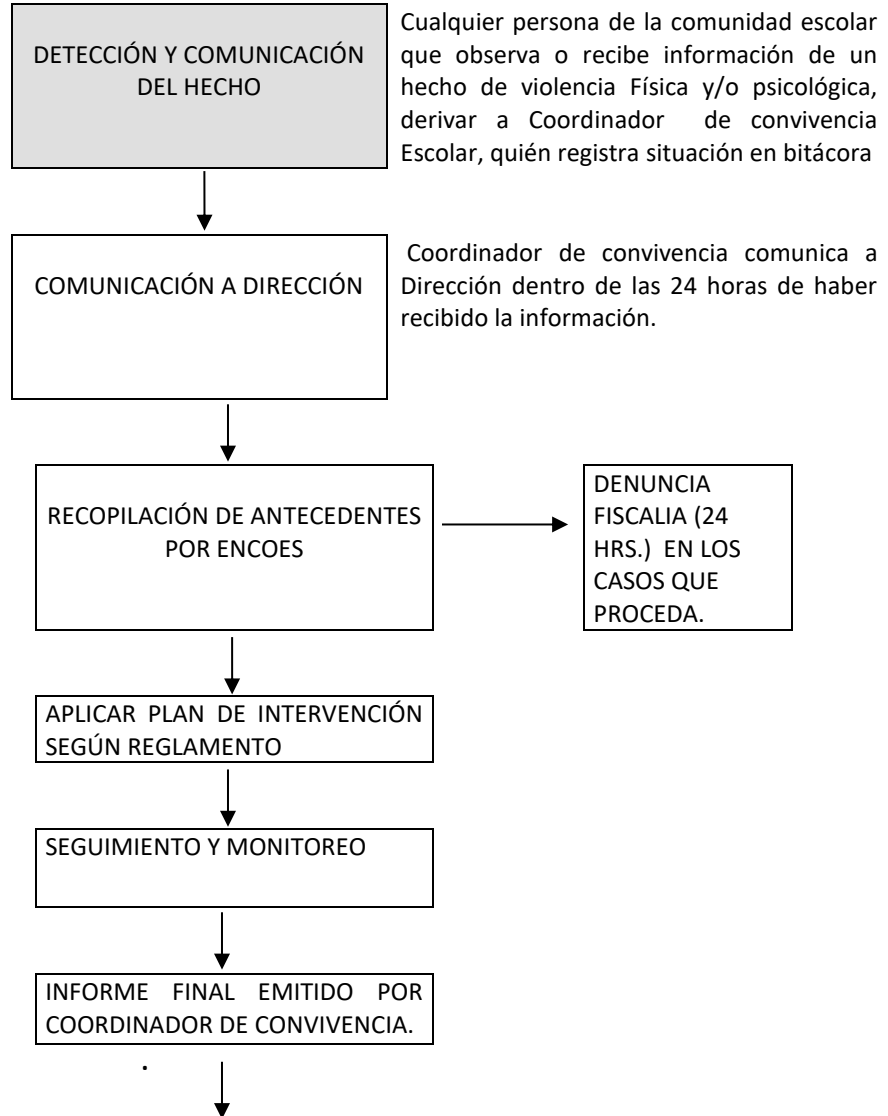 DETECCIÓN Y COMUNICACIÓN
DEL HECHO
Cualquier persona de la comunidad escolar
que observa o recibe información de un
hecho de violencia Física y/o psicológica,
derivar a Coordinador de convivencia
Escolar, quién registra situación en bitácora
COMUNICACIÓN A DIRECCIÓN
Coordinador de convivencia comunica a
Dirección dentro de las 24 horas de haber
recibido la información.
RECOPILACIÓN DE ANTECEDENTES
POR ENCOES
DENUNCIA
FISCALIA (24
HRS.) EN LOS
CASOS QUE
PROCEDA.
APLICAR PLAN DE INTERVENCIÓN
SEGÚN REGLAMENTO
SEGUIMIENTO Y MONITOREO
INFORME FINAL EMITIDO POR
COORDINADOR DE CONVIVENCIA.
.